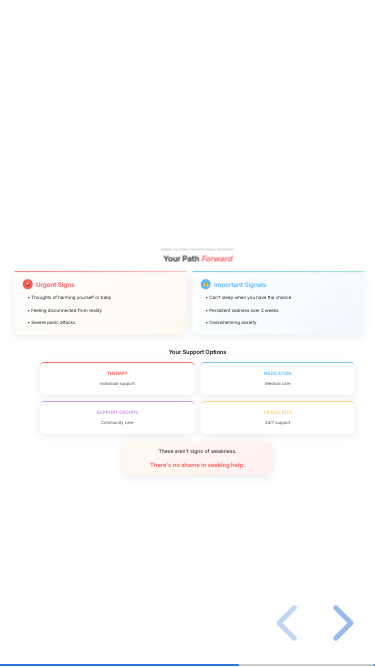 WHEN TO SEEK PROFESSIONAL SUPPORT
Your Path Forward
Urgent Signs
• Thoughts of harming yourself or baby
• Feeling disconnected from reality
• Severe panic attacks
Important Signals
• Can't sleep when you have the chance
• Persistent sadness over 2 weeks
• Overwhelming anxiety
Your Support Options
THERAPY
Individual support
MEDICATION
Medical care
SUPPORT GROUPS
Community care
CRISIS LINES
24/7 support
These aren't signs of weakness.
There's no shame in seeking help.